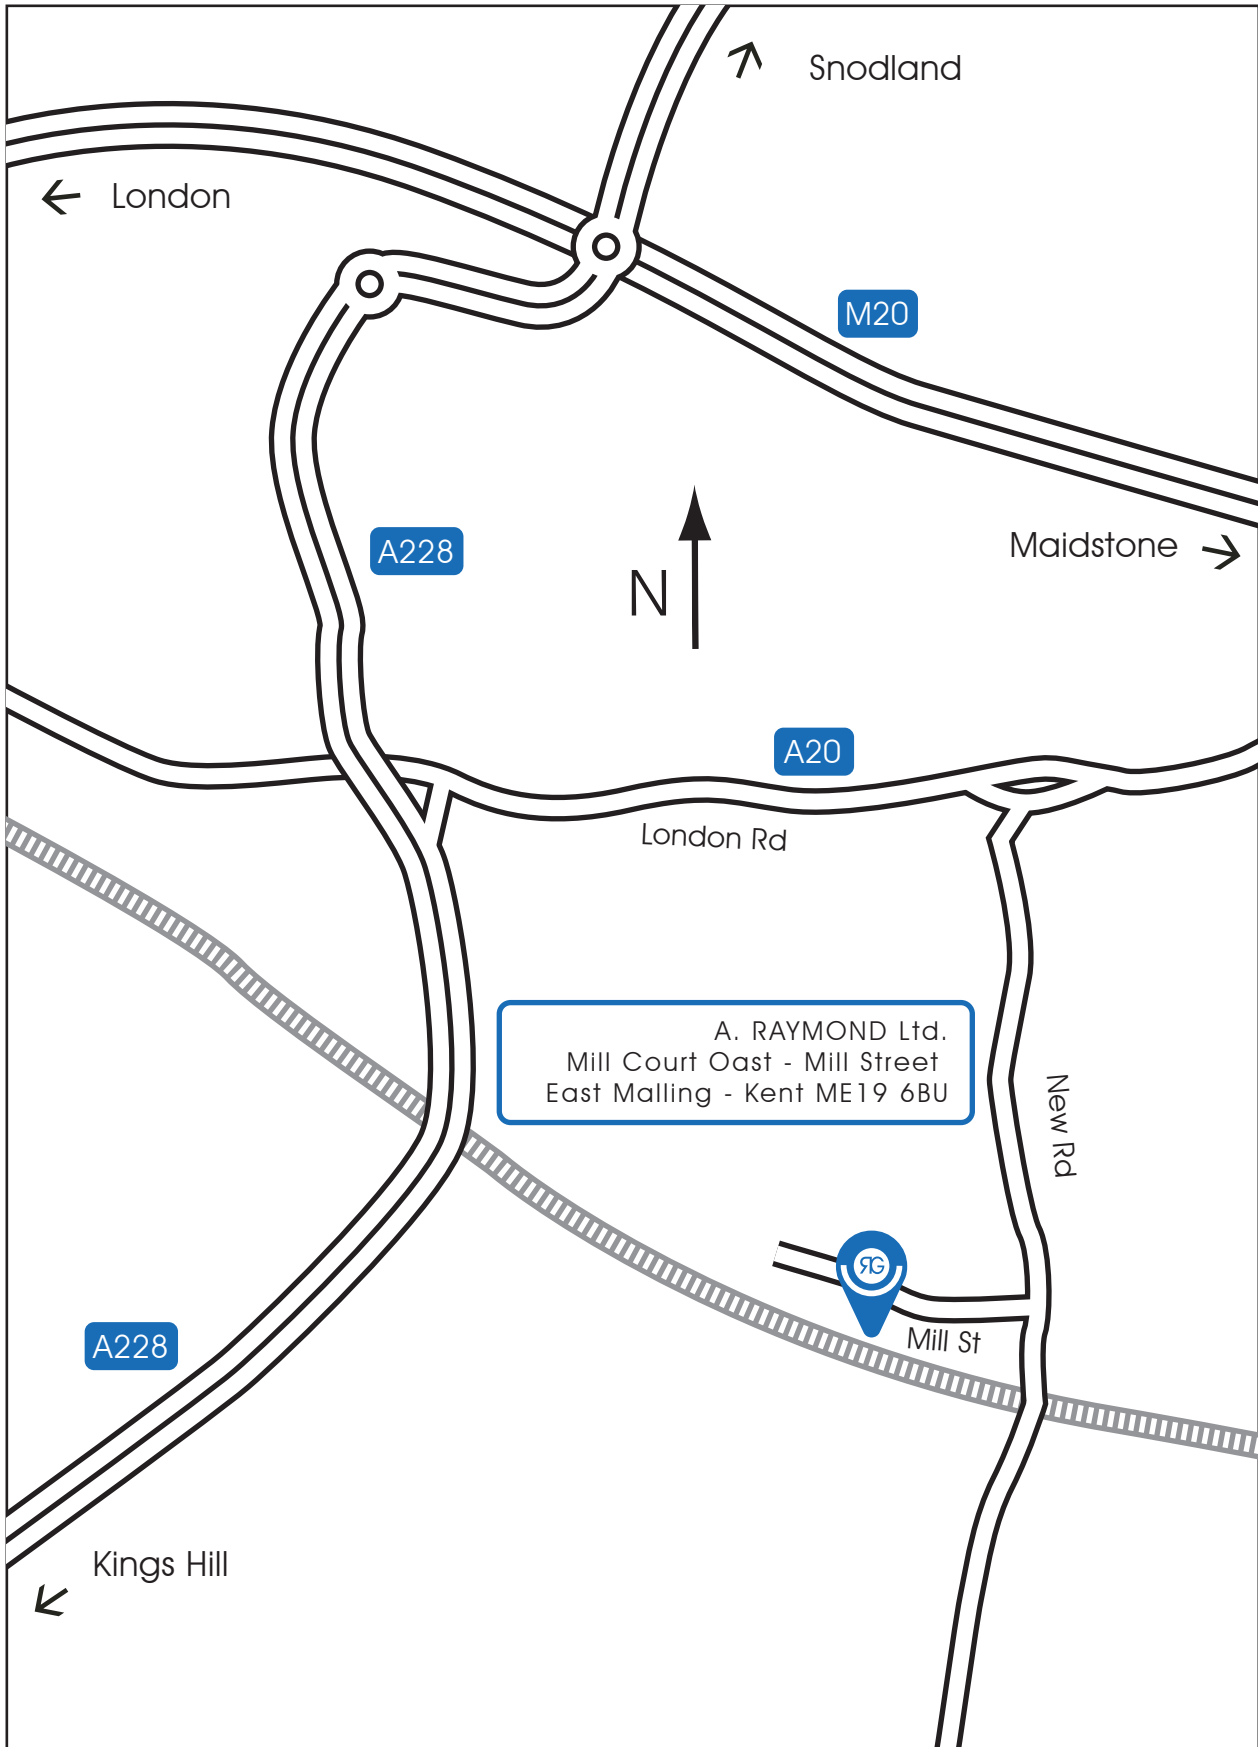 Snodland
London
M20
A228
Maidstone
N
A20
London Rd
A. RAYMOND Ltd.
Mill Court Oast - Mill Street
East Malling - Kent ME19 6BU
New Rd
RG
Mill St
A228
Kings Hill